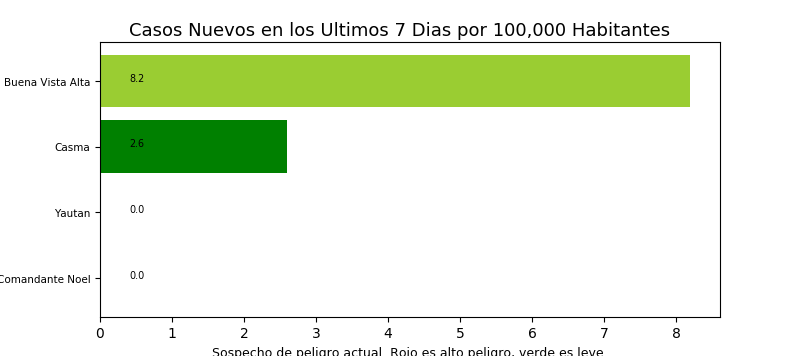 Casos Nuevos en los Ultimos 7 Dias por 100,000 Habitantes
Buena Vista Alta 8.2
Casma 2.6
Yautan 0.0
Comandante Noel 0.0
0 1 2 3 4 5 6 7 8
Sospecho de peligro actual. Rojo es alto peligro, verde es leve